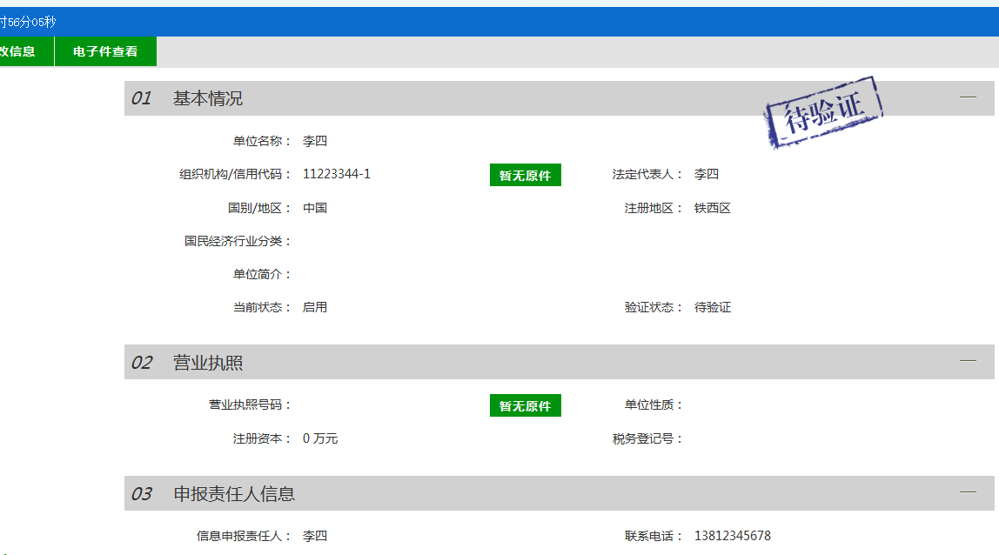 时56分05秒
改信息 电子件查看
01 基本情况
待验证
单位名称： 李四
组织机构/信用代码： 11223344-1 暂无原件 法定代表人： 李四
国别/地区： 中国 注册地区： 铁西区
国民经济行业分类：
单位简介：
当前状态： 启用 验证状态： 待验证
02 营业执照
营业执照号码： 暂无原件 单位性质：
注册资本： 0 万元 税务登记号：
03 申报责任人信息
信息申报责任人： 李四 联系电话： 13812345678